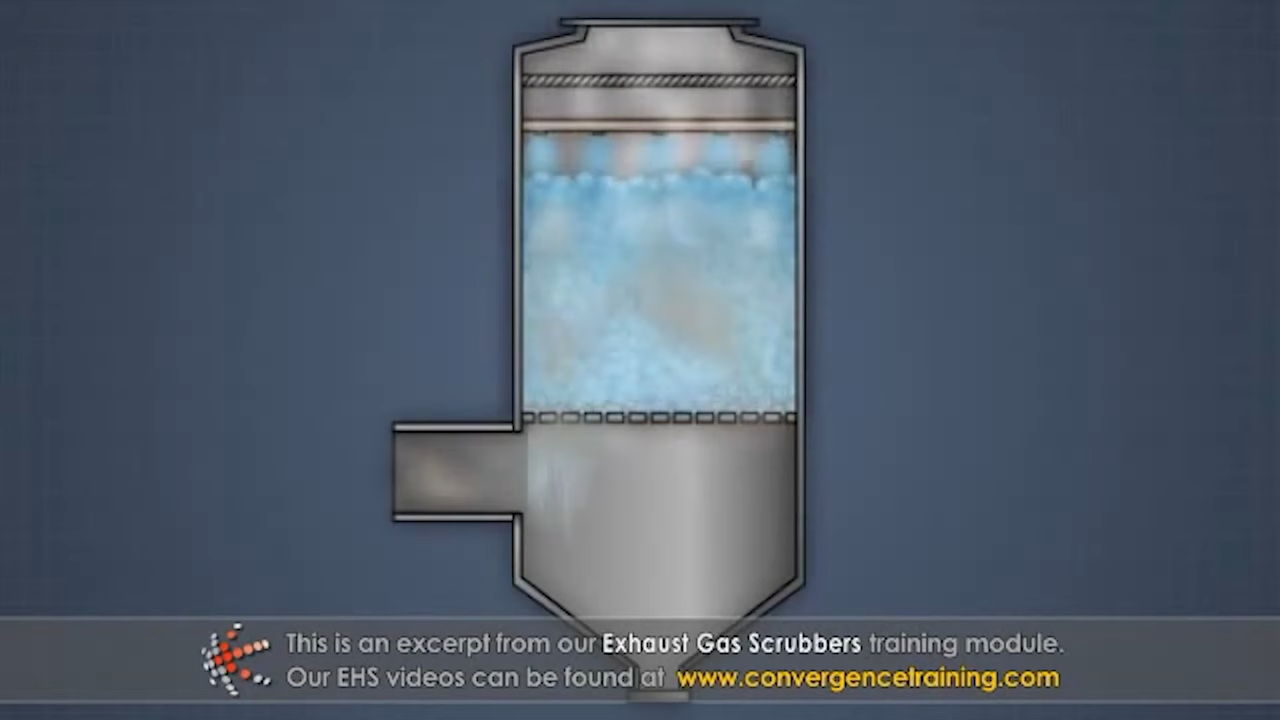 This is an excerpt from our Exhaust Gas Scrubbers training module.
Our EHS videos can be found at www.convergencetraining.com